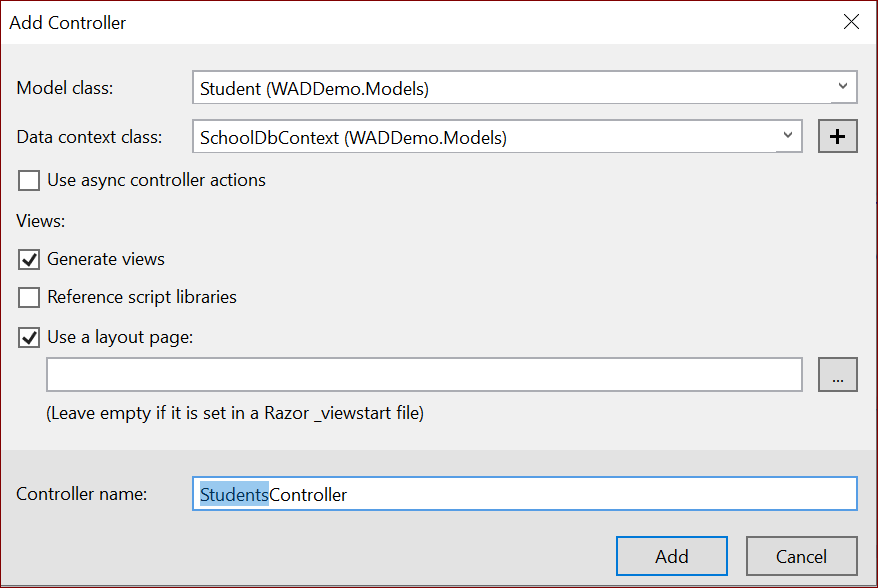 Add Controller
Model class: Student (WADDemo.Models)
Data context class: SchoolDbContext (WADDemo.Models) +
Use async controller actions
Views:
Generate views
Reference script libraries
Use a layout page:
...
(Leave empty if it is set in a Razor _viewstart file)
Controller name: StudentsController
Add Cancel